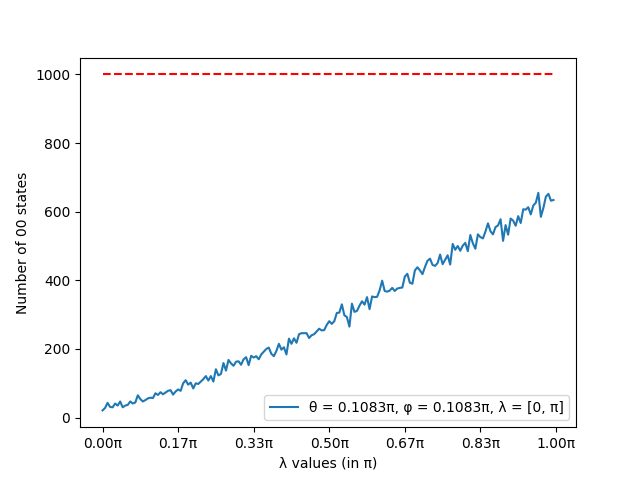 1000
800
600
400
200
0
Number of 00 states
θ = 0.1083π, φ = 0.1083π, λ = [0, π]
0.00π 0.17π 0.33π 0.50π 0.67π 0.83π 1.00π
λ values (in π)